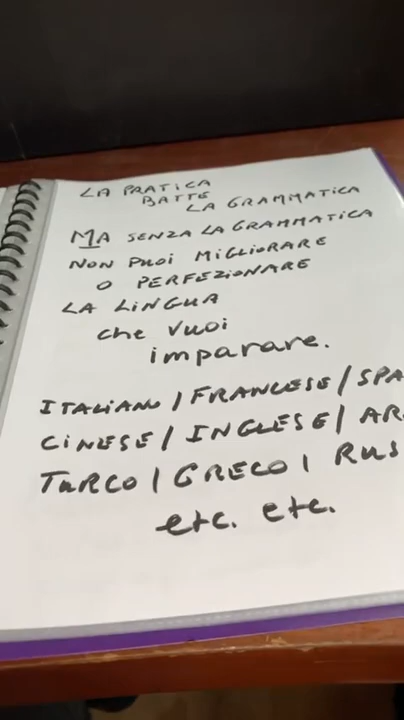 LA PRATICA
BATTE
LA GRAMMATICA
MA SENZA LA GRAMMATICA
NON PUOI MIGLIORARE
O PERFEZIONARE
LA LINGUA
che vuoi
imparare.
ITALIANO / FRANCESE / SPA
CINESE / INGLESE / AR
TURCO / GRECO / RUS
etc. etc.